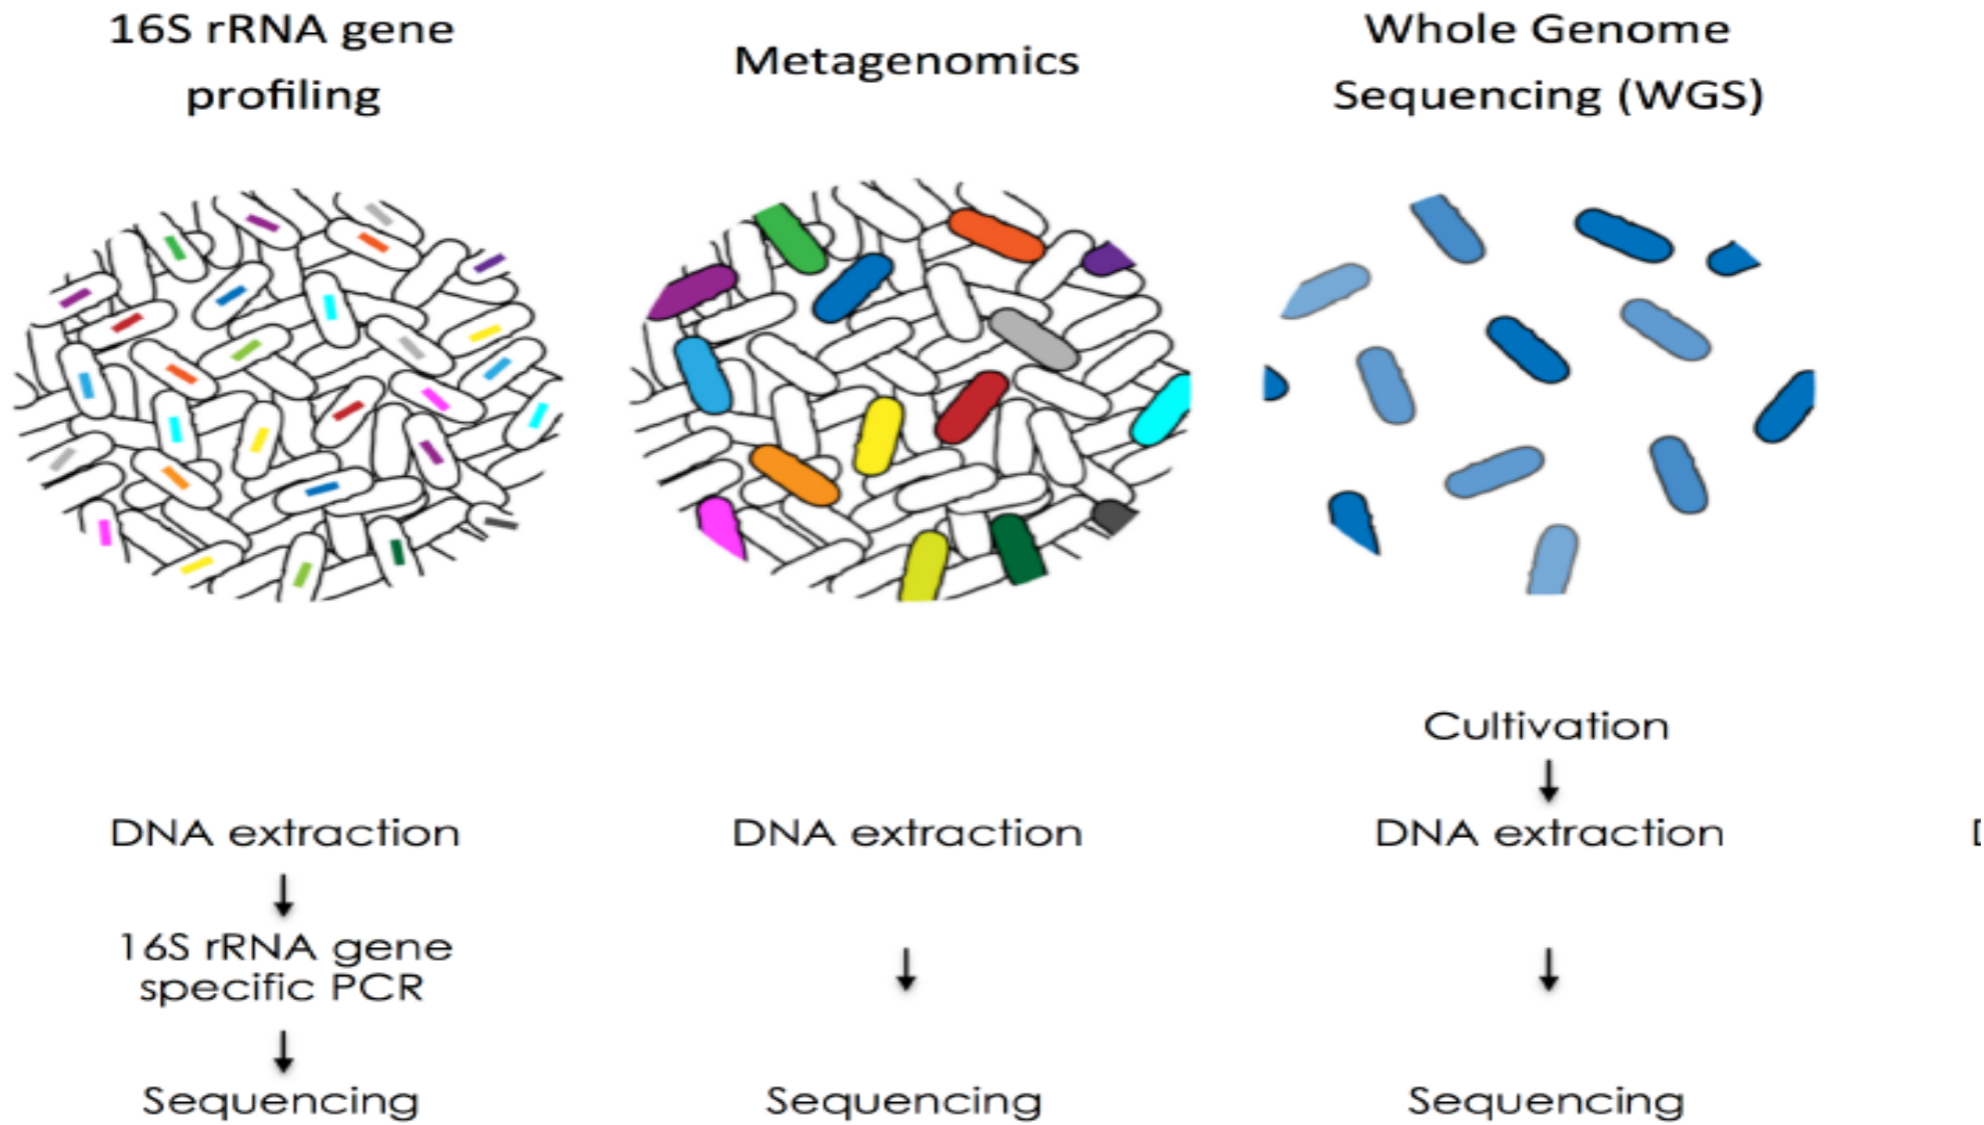 16S rRNA gene
profiling
Metagenomics
Whole Genome
Sequencing (WGS)
Cultivation
DNA extraction
DNA extraction
DNA extraction
16S rRNA gene
specific PCR
Sequencing
Sequencing
Sequencing